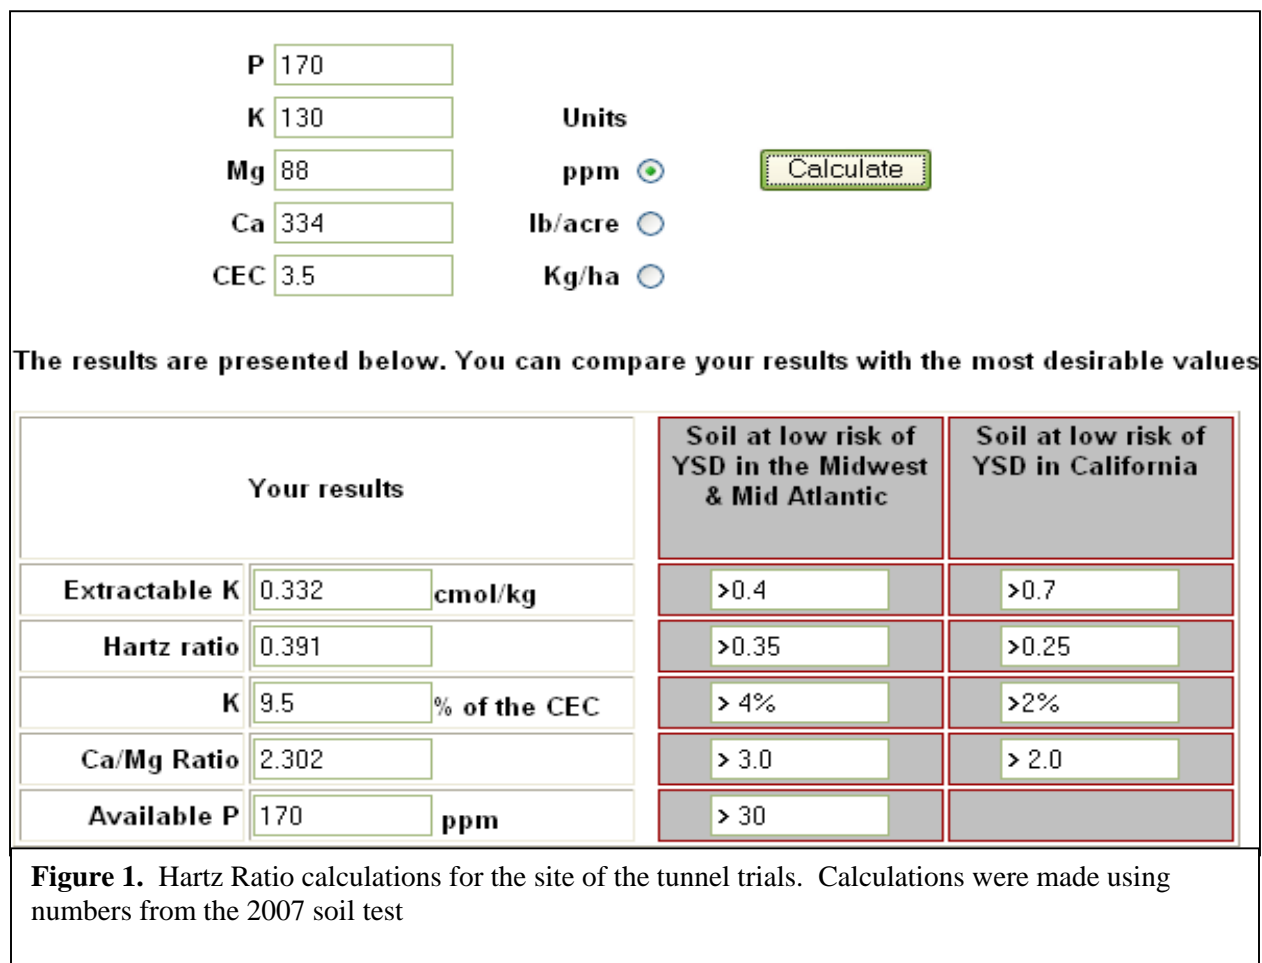 P 170
K 130 Units
Mg 88 ppm Calculate
Ca 334 lb/acre
CEC 3.5 Kg/ha
The results are presented below. You can compare your results with the most desirable values
Your results
Soil at low risk of
YSD in the Midwest
& Mid Atlantic
Soil at low risk of
YSD in California
Extractable K 0.332 cmol/kg >0.4 >0.7
Hartz ratio 0.391 >0.35 >0.25
K 9.5 % of the CEC > 4% >2%
Ca/Mg Ratio 2.302 > 3.0 > 2.0
Available P 170 ppm > 30
Figure 1. Hartz Ratio calculations for the site of the tunnel trials. Calculations were made using
numbers from the 2007 soil test